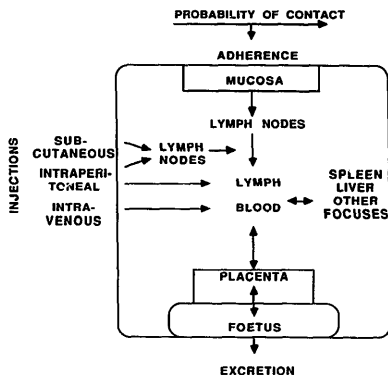 PROBABILITY OF CONTACT
ADHERENCE
MUCOSA
LYMPH NODES
INJECTIONS
SUB-
CUTANEOUS
INTRAPERI-
TONEAL
INTRA-
VENOUS
LYMPH
NODES
LYMPH
BLOOD
SPLEEN
LIVER
OTHER
FOCUSES
PLACENTA
FOETUS
EXCRETION